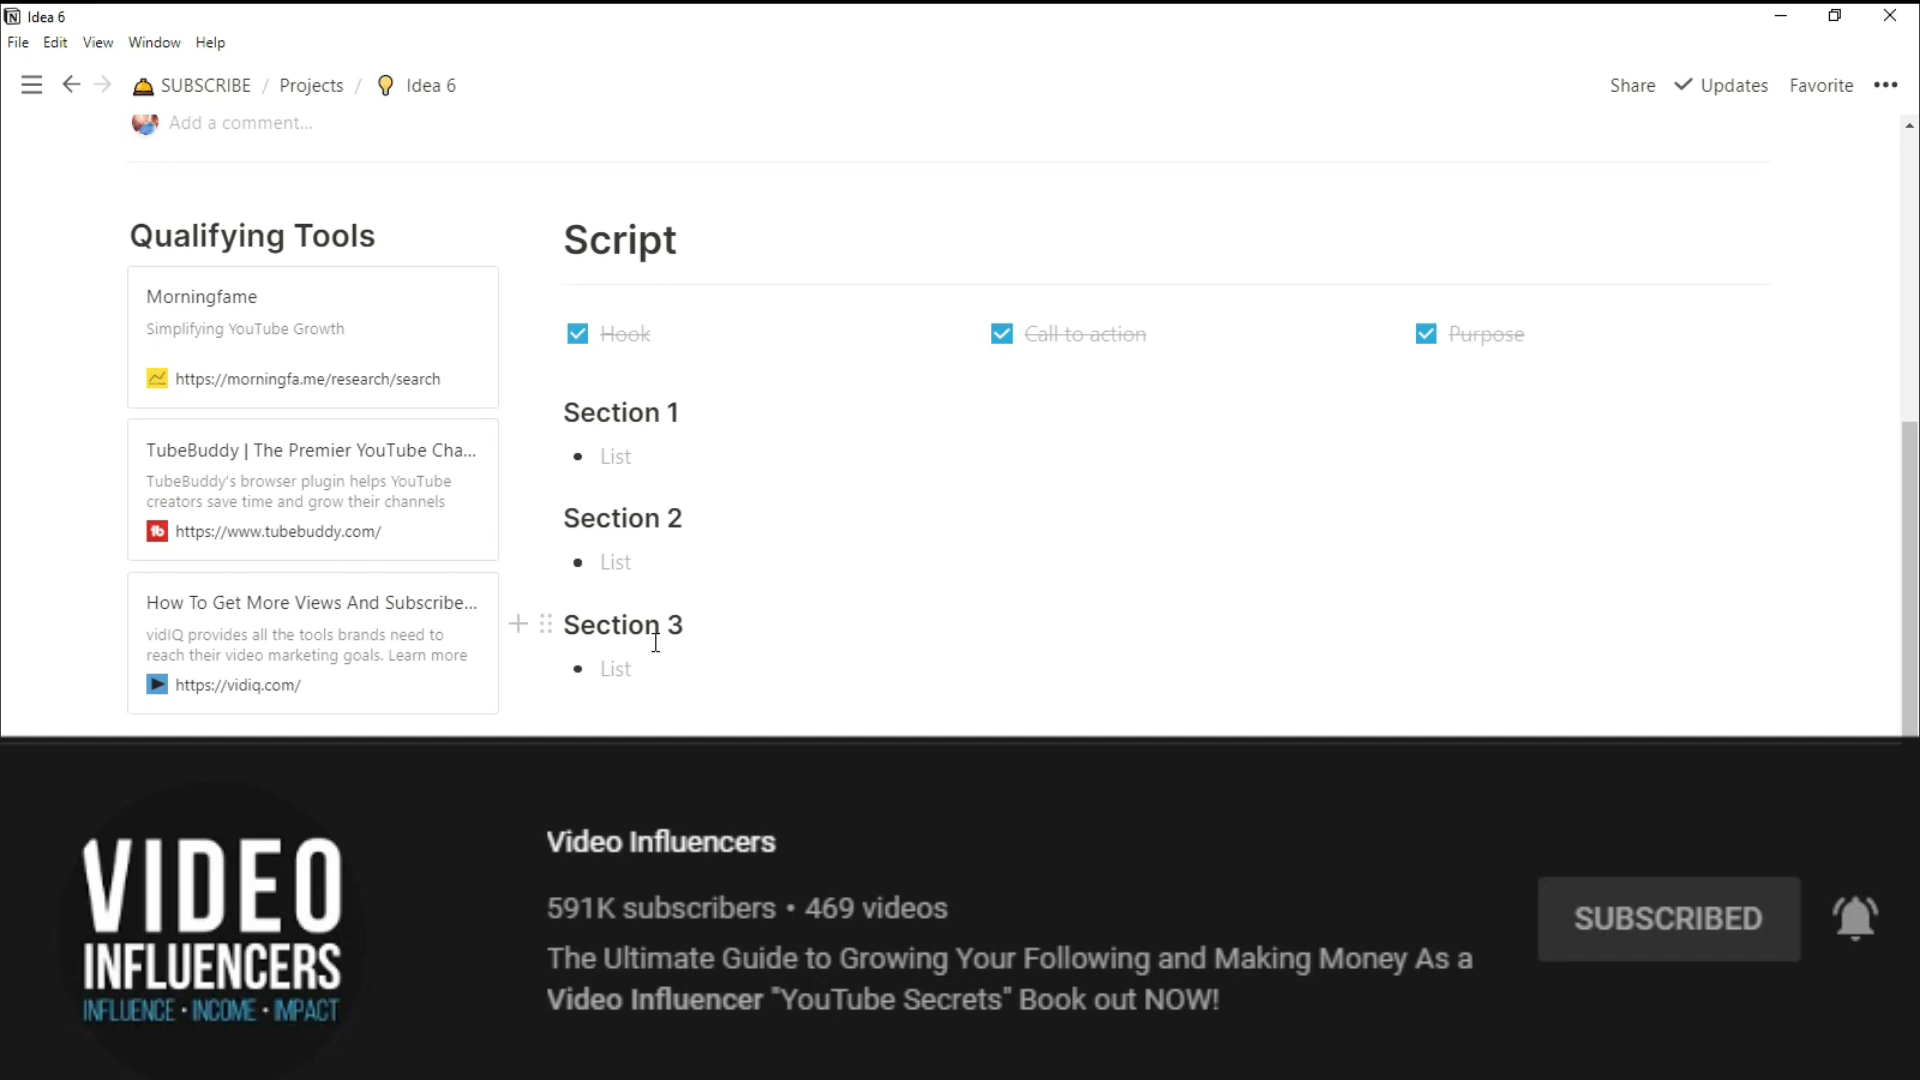 Idea 6
File Edit View Window Help
SUBSCRIBE / Projects / Idea 6
Share Updates Favorite
Add a comment...
Qualifying Tools
Morningfame
Simplifying YouTube Growth
https://morningfa.me/research/search
TubeBuddy | The Premier YouTube Cha...
TubeBuddy's browser plugin helps YouTube
creators save time and grow their channels
tb https://www.tubebuddy.com/
How To Get More Views And Subscribe...
vidIQ provides all the tools brands need to
reach their video marketing goals. Learn more
https://vidiq.com/
Script
Hook Call to action Purpose
Section 1
• List
Section 2
• List
Section 3
• List
VIDEO
INFLUENCERS
INFLUENCE • INCOME • IMPACT
Video Influencers
591K subscribers • 469 videos
The Ultimate Guide to Growing Your Following and Making Money As a
Video Influencer "YouTube Secrets" Book out NOW!
SUBSCRIBED